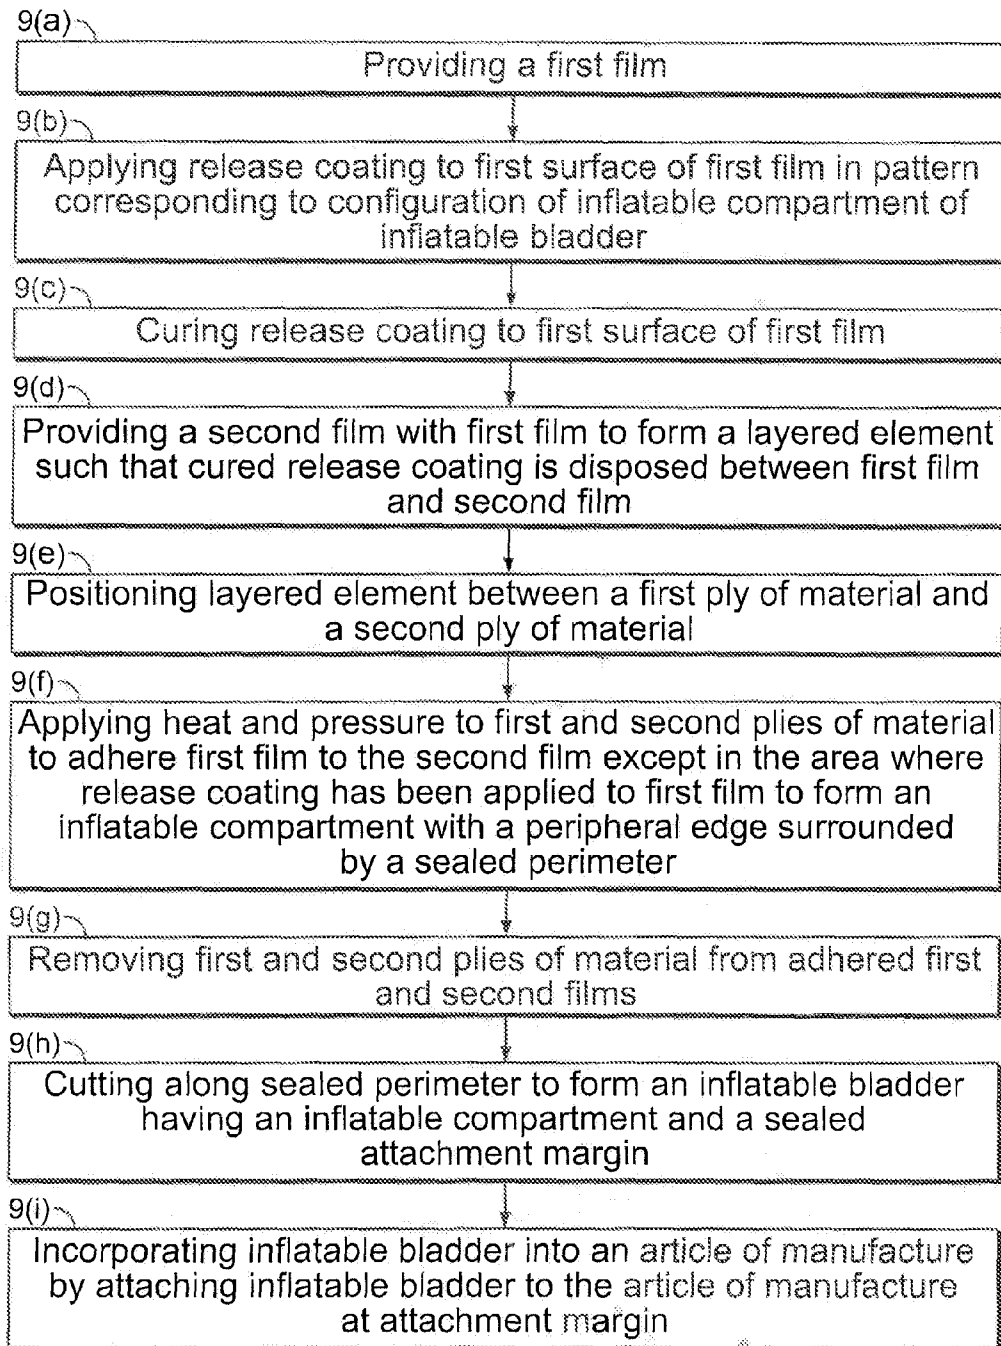 9(a)
Providing a first film
9(b)
Applying release coating to first surface of first film in pattern
corresponding to configuration of inflatable compartment of
inflatable bladder
9(c)
Curing release coating to first surface of first film
9(d)
Providing a second film with first film to form a layered element
such that cured release coating is disposed between first film
and second film
9(e)
Positioning layered element between a first ply of material and
a second ply of material
9(f)
Applying heat and pressure to first and second plies of material
to adhere first film to the second film except in the area where
release coating has been applied to first film to form an
inflatable compartment with a peripheral edge surrounded
by a sealed perimeter
9(g)
Removing first and second plies of material from adhered first
and second films
9(h)
Cutting along sealed perimeter to form an inflatable bladder
having an inflatable compartment and a sealed
attachment margin
9(i)
Incorporating inflatable bladder into an article of manufacture
by attaching inflatable bladder to the article of manufacture
at attachment margin